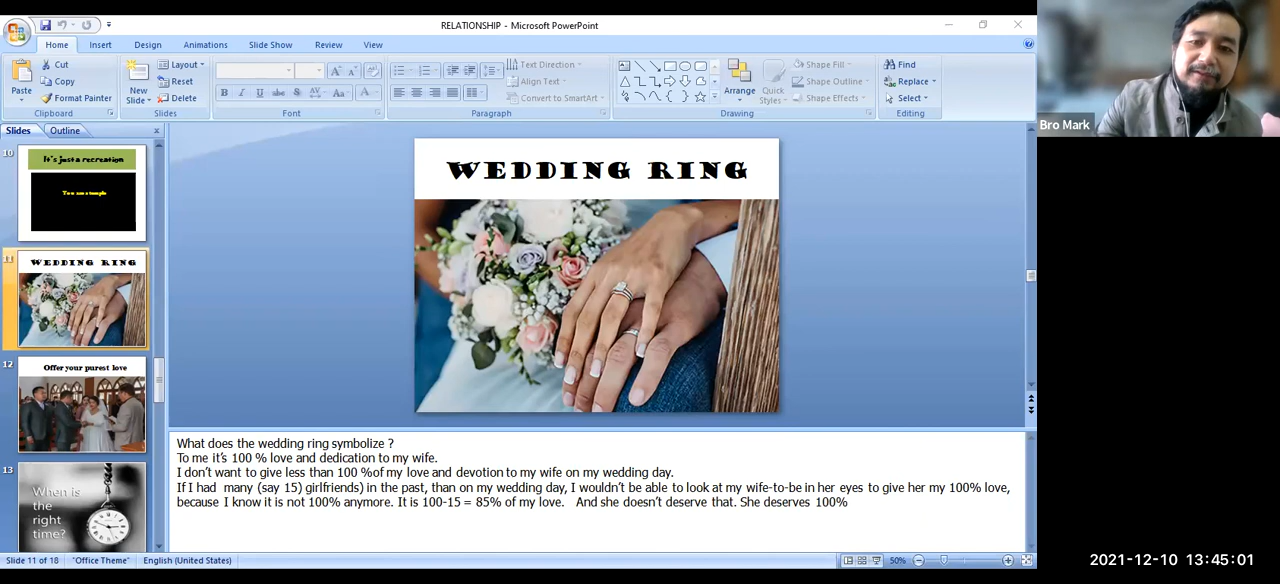 RELATIONSHIP - Microsoft PowerPoint
Home Insert Design Animations Slide Show Review View
Paste
Cut
Copy
Format Painter
Clipboard
New
Slide
Layout
Reset
Delete
Slides
B I U abc S AV Aa A
Font
Text Direction
Align Text
Convert to SmartArt
Paragraph
Arrange
Quick
Styles
Shape Fill
Shape Outline
Shape Effects
Drawing
Find
Replace
Select
Editing
Bro Mark
Slides Outline
10
It's just a recreation
You are a temple
11
WEDDING RING
12
Offer your purest love
13
When is
the
right
time?
WEDDING RING
What does the wedding ring symbolize ?
To me it's 100 % love and dedication to my wife.
I don't want to give less than 100 %of my love and devotion to my wife on my wedding day.
If I had  many (say 15) girlfriends) in the past, than on my wedding day, I wouldn't be able to look at my wife-to-be in her eyes to give her my 100% love,
because I know it is not 100% anymore. It is 100-15 = 85% of my love.   And she doesn't deserve that. She deserves 100%
Slide 11 of 18 "Office Theme" English (United States) 50%
2021-12-10 13:45:01